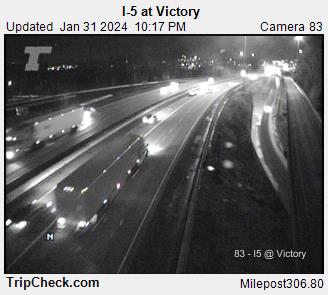 I-5 at Victory
Updated Jan 31 2024 10:17 PM Camera 83
T
N
83 - I5 @ Victory
TripCheck.com Milepost306.80